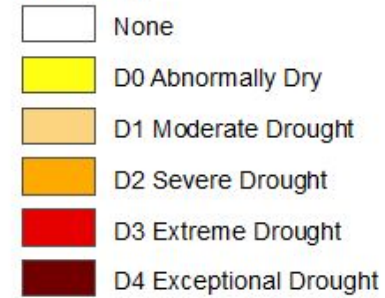 None
D0 Abnormally Dry
D1 Moderate Drought
D2 Severe Drought
D3 Extreme Drought
D4 Exceptional Drought